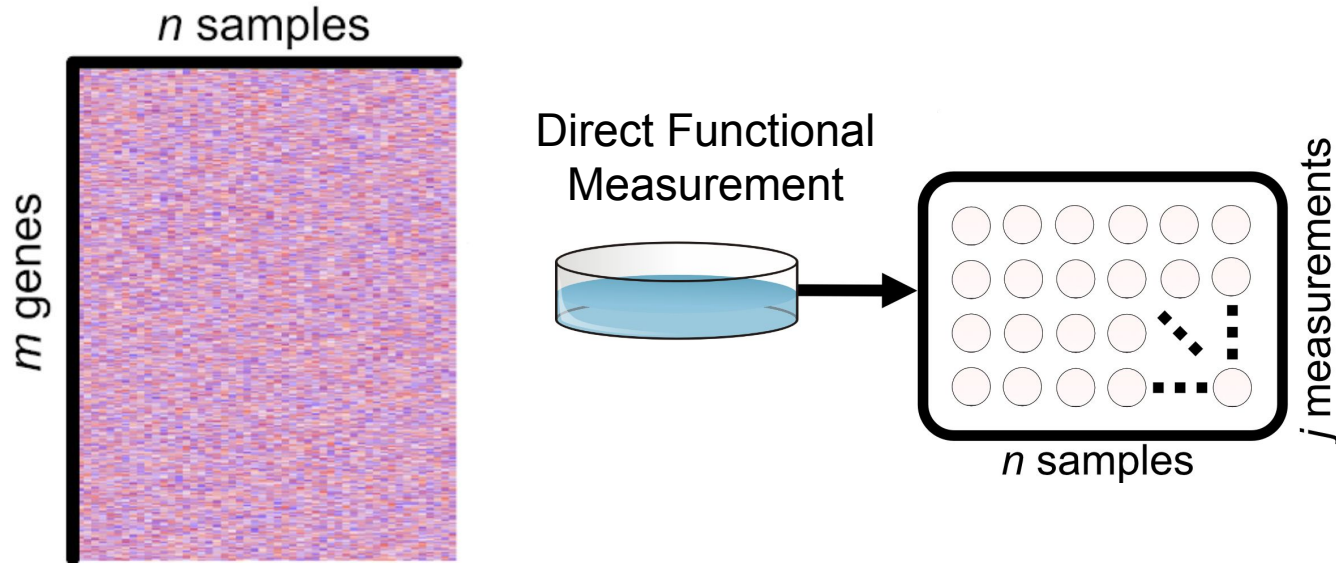 n samples
m genes
Direct Functional
Measurement
n samples
j measurements